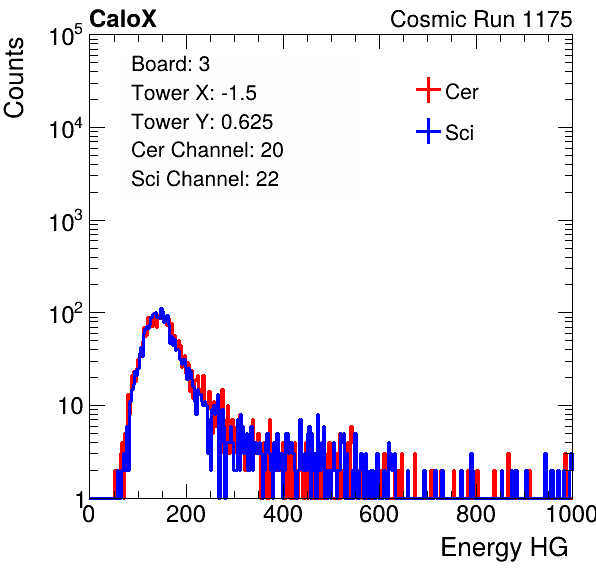 CaloX Cosmic Run 1175
Counts
10^5
10^4
10^3
10^2
10
1
Board: 3
Tower X: -1.5
Tower Y: 0.625
Cer Channel: 20
Sci Channel: 22
Cer
Sci
0 200 400 600 800 1000
Energy HG